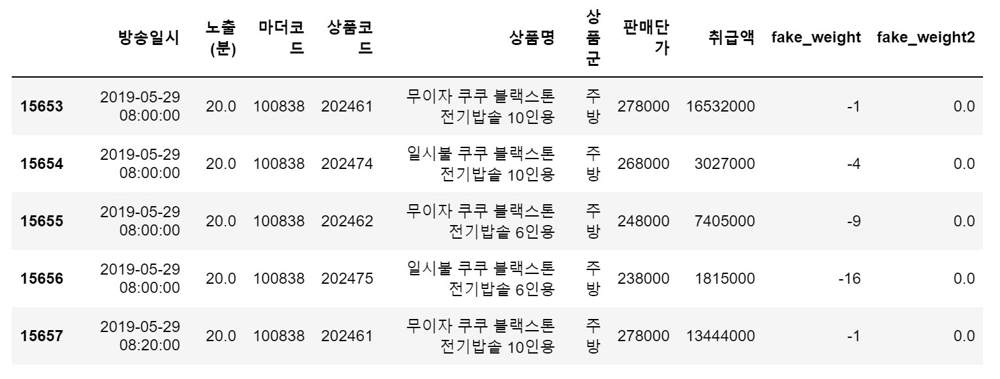 방송일시 노출(분) 마더코드 상품코드 상품명 상품군 판매단가 취급액 fake_weight fake_weight2
15653 2019-05-29 08:00:00 20.0 100838 202461 무이자 쿠쿠 블랙스톤 전기밥솥 10인용 주방 278000 16532000 -1 0.0
15654 2019-05-29 08:00:00 20.0 100838 202474 일시불 쿠쿠 블랙스톤 전기밥솥 10인용 주방 268000 3027000 -4 0.0
15655 2019-05-29 08:00:00 20.0 100838 202462 무이자 쿠쿠 블랙스톤 전기밥솥 6인용 주방 248000 7405000 -9 0.0
15656 2019-05-29 08:00:00 20.0 100838 202475 일시불 쿠쿠 블랙스톤 전기밥솥 6인용 주방 238000 1815000 -16 0.0
15657 2019-05-29 08:20:00 20.0 100838 202461 무이자 쿠쿠 블랙스톤 전기밥솥 10인용 주방 278000 13444000 -1 0.0